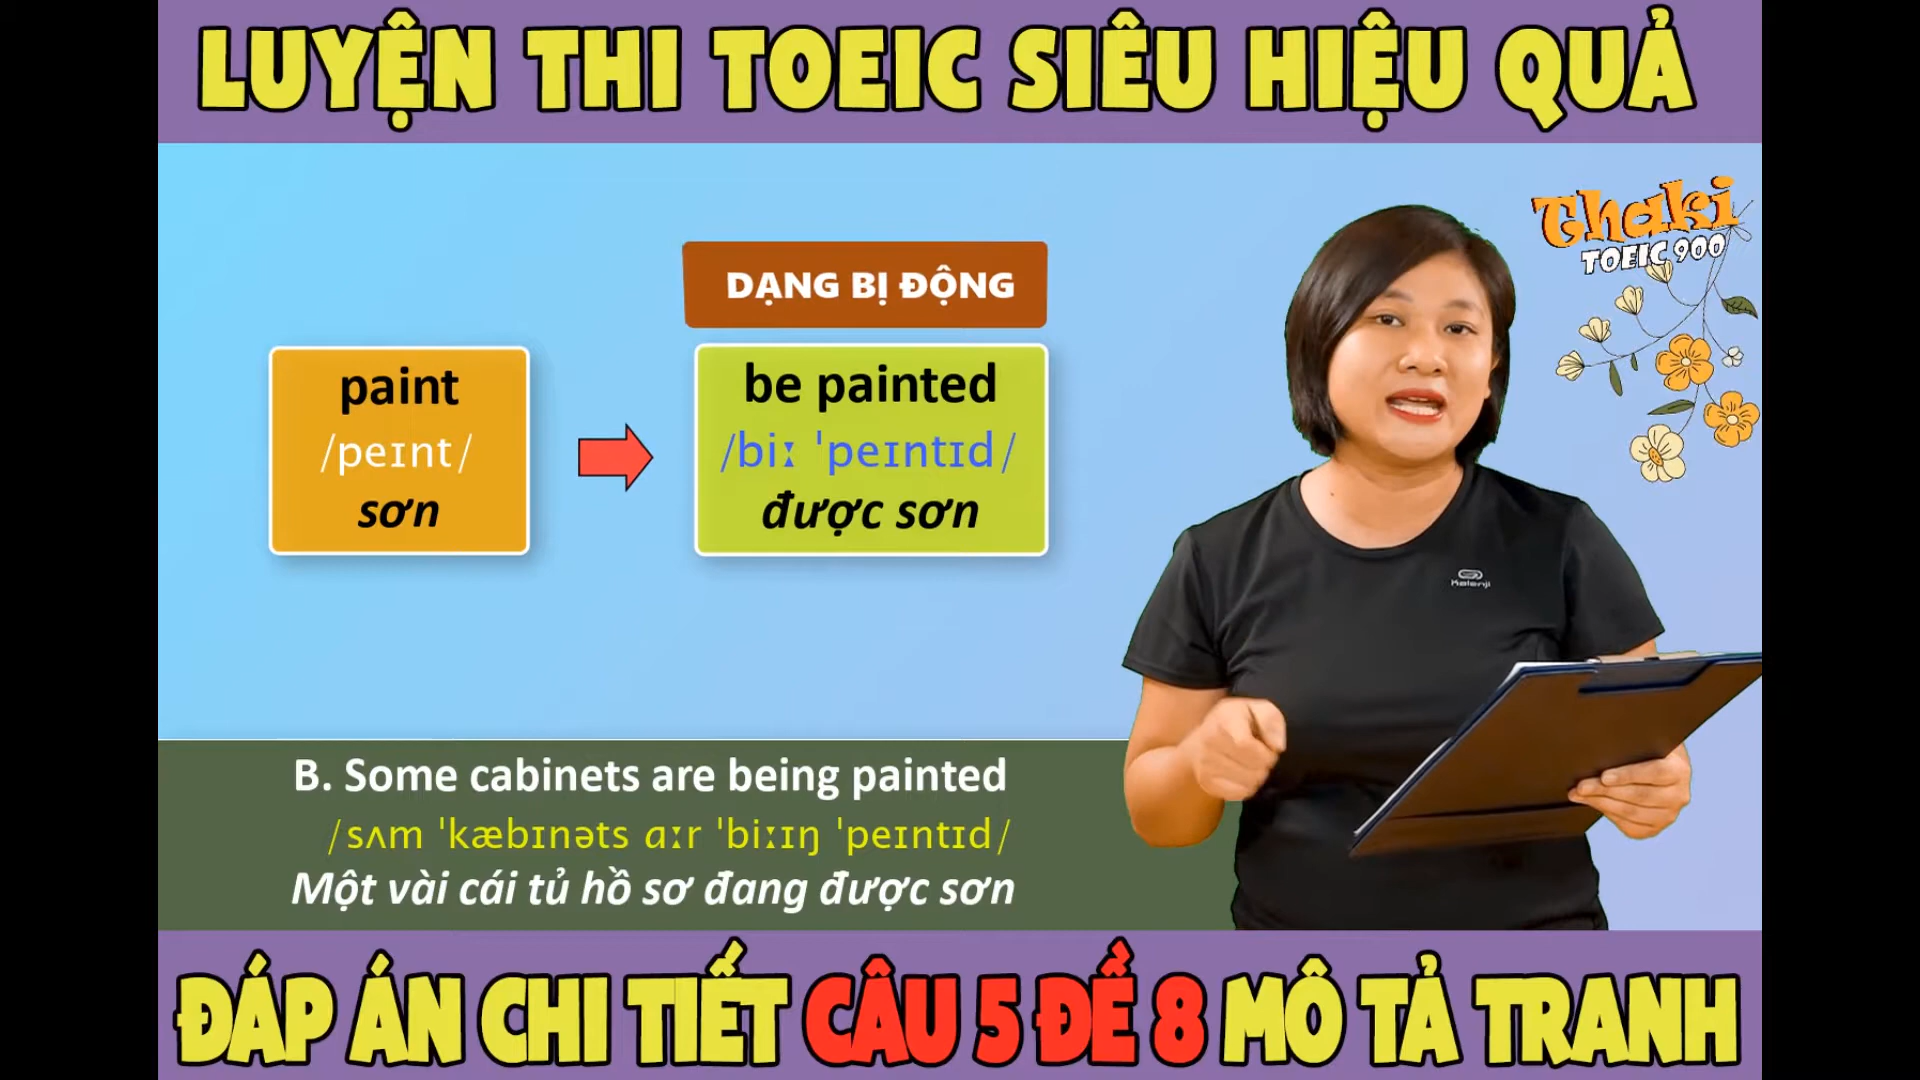 LUYỆN THI TOEIC SIÊU HIỆU QUẢ
Thaki
TOEIC 900
DẠNG BỊ ĐỘNG
paint
/peɪnt/
sơn
be painted
/biː ˈpeɪntɪd/
được sơn
Kalenji
B. Some cabinets are being painted
/sʌm ˈkæbɪnəts ɑːr ˈbiːɪŋ ˈpeɪntɪd/
Một vài cái tủ hồ sơ đang được sơn
ĐÁP ÁN CHI TIẾT CÂU 5 ĐỀ 8 MÔ TẢ TRANH